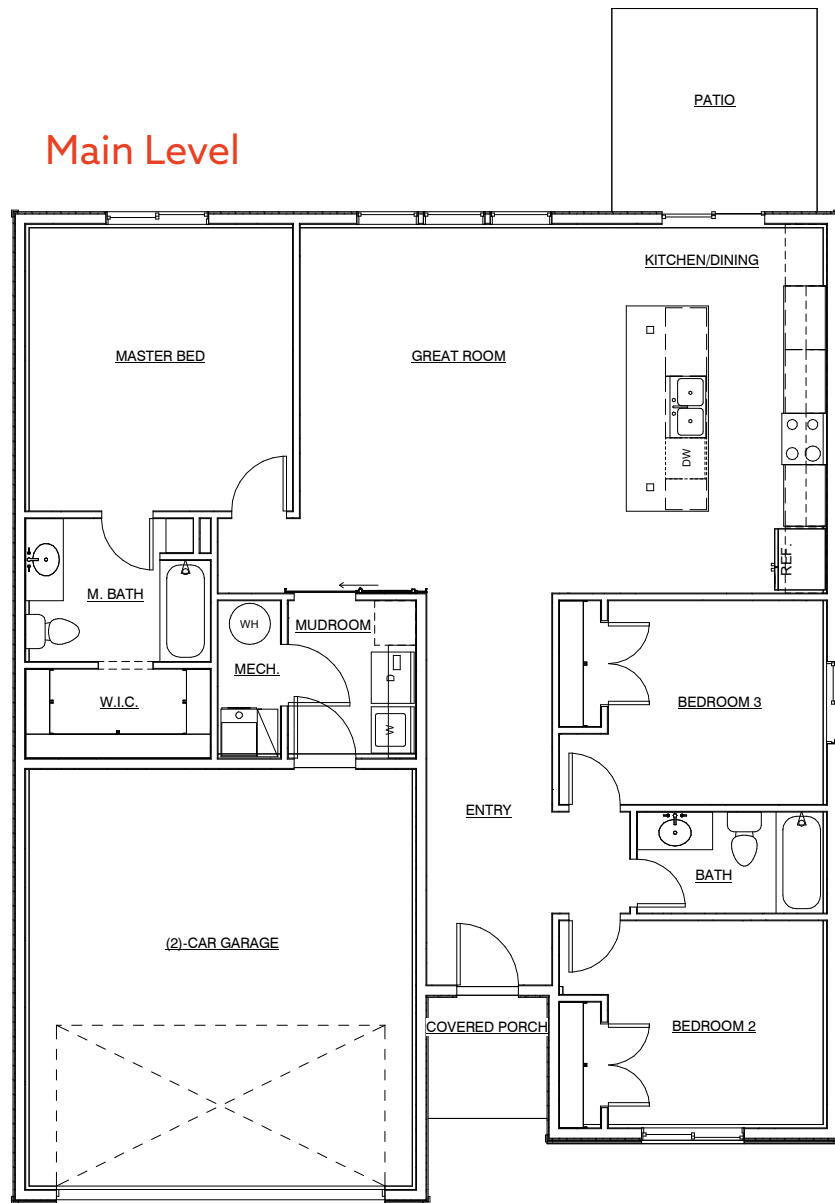 PATIO
Main Level
KITCHEN/DINING
MASTER BED
GREAT ROOM
DW
REF.
M. BATH
WH
MUDROOM
MECH.
D
W.I.C.
W
BEDROOM 3
ENTRY
BATH
(2)-CAR GARAGE
COVERED PORCH
BEDROOM 2